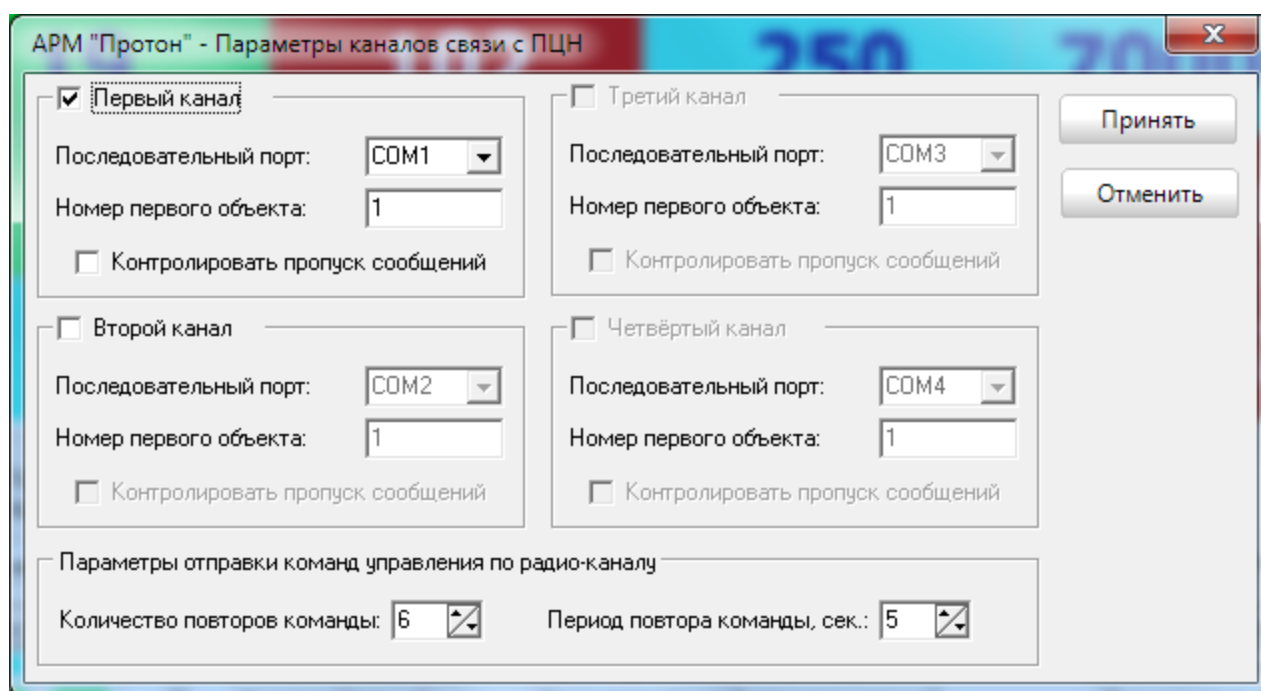 АРМ "Протон" - Параметры каналов связи с ПЦН
102
250
Первый канал
Последовательный порт: COM1
Номер первого объекта: 1
Контролировать пропуск сообщений
Третий канал
Последовательный порт: COM3
Номер первого объекта: 1
Контролировать пропуск сообщений
Принять
Отменить
Второй канал
Последовательный порт: COM2
Номер первого объекта: 1
Контролировать пропуск сообщений
Четвёртый канал
Последовательный порт: COM4
Номер первого объекта: 1
Контролировать пропуск сообщений
Параметры отправки команд управления по радио-каналу
Количество повторов команды: 6 Период повтора команды, сек.: 5